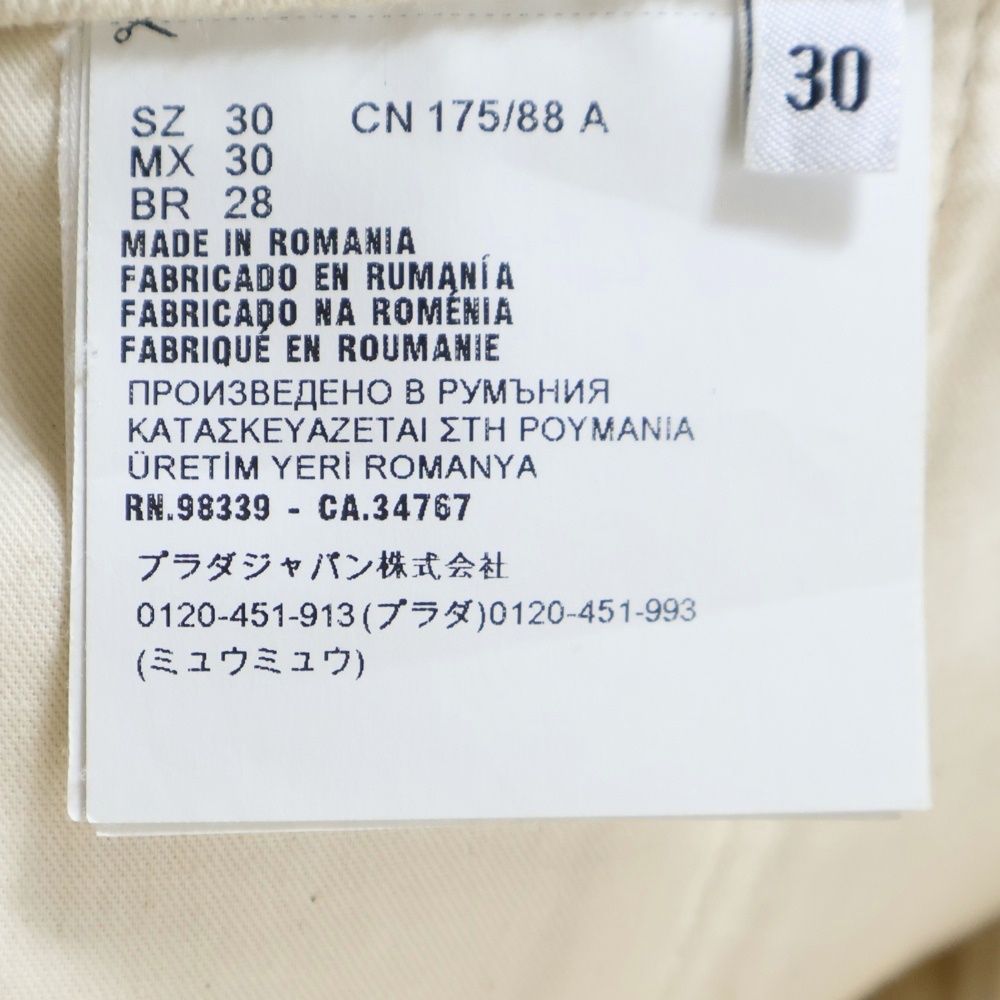 30
SZ 30 CN 175/88 A
MX 30
BR 28
MADE IN ROMANIA
FABRICADO EN RUMANÍA
FABRICADO NA ROMÉNIA
FABRIQUÉ EN ROUMANIE
ПРОИЗВЕДЕНО В РУМЪНИЯ
ΚΑΤΑΣΚΕΥΑΖΕΤΑΙ ΣΤΗ ΡΟΥΜΑΝΙΑ
ÜRETİM YERİ ROMANYA
RN.98339 - CA.34767
プラダジャパン株式会社
0120-451-913(プラダ)0120-451-993
(ミュウミュウ)